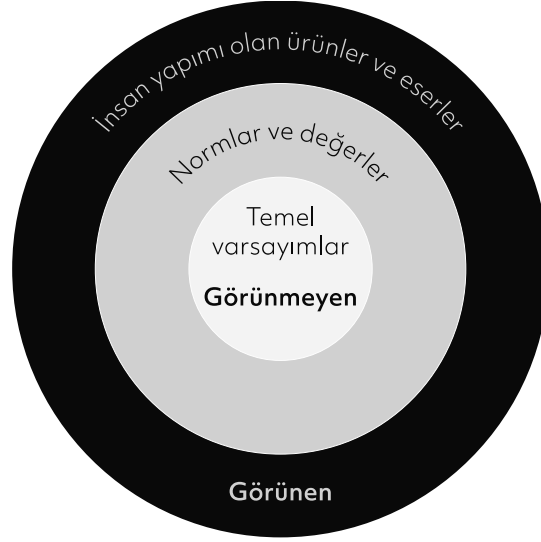 İnsan yapımı olan ürünler ve eserler
Normlar ve değerler
Temel
varsayımlar
Görünmeyen
Görünen